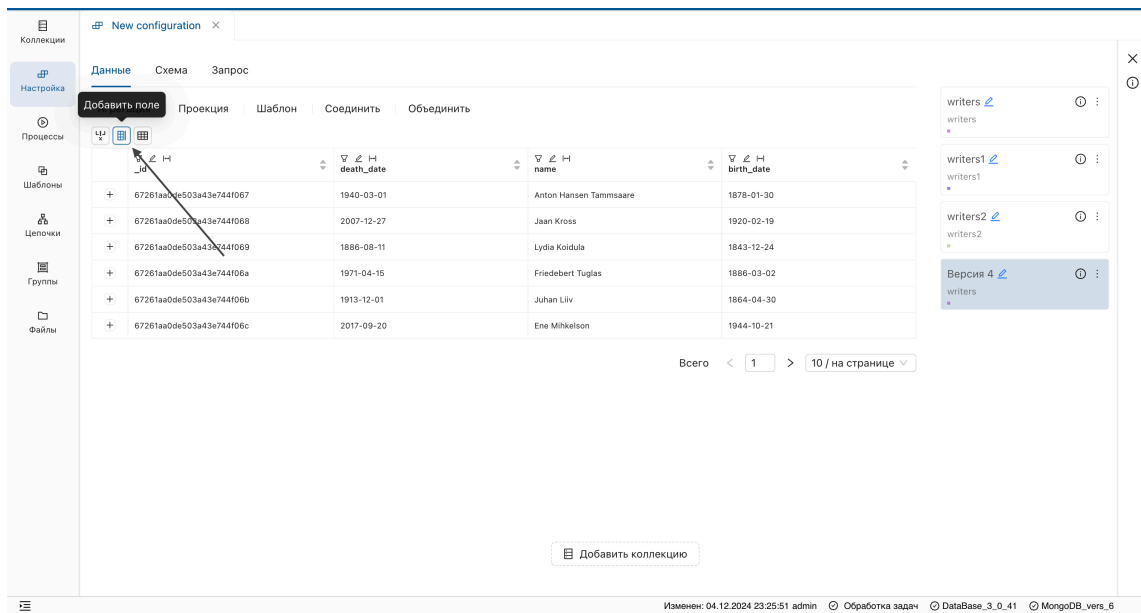 New configuration
Коллекции
Настройка
Процессы
Шаблоны
Цепочки
Группы
Файлы
Данные Схема Запрос
Добавить поле
Проекция Шаблон Соединить Объединить
_id death_date name birth_date
67261aa0de503a43e744f067 1940-03-01 Anton Hansen Tammsaare 1878-01-30
67261aa0de503a43e744f068 2007-12-27 Jaan Kross 1920-02-19
67261aa0de503a43e744f069 1886-08-11 Lydia Koidula 1843-12-24
67261aa0de503a43e744f06a 1971-04-15 Friedebert Tuglas 1886-03-02
67261aa0de503a43e744f06b 1913-12-01 Juhan Liiv 1864-04-30
67261aa0de503a43e744f06c 2017-09-20 Ene Mihkelson 1944-10-21
Всего < 1 > 10 / на странице
writers
writers
writers1
writers1
writers2
writers2
Версия 4
writers
Добавить коллекцию
Изменен: 04.12.2024 23:25:51 admin Обработка задач DataBase_3_0_41 MongoDB_vers_6